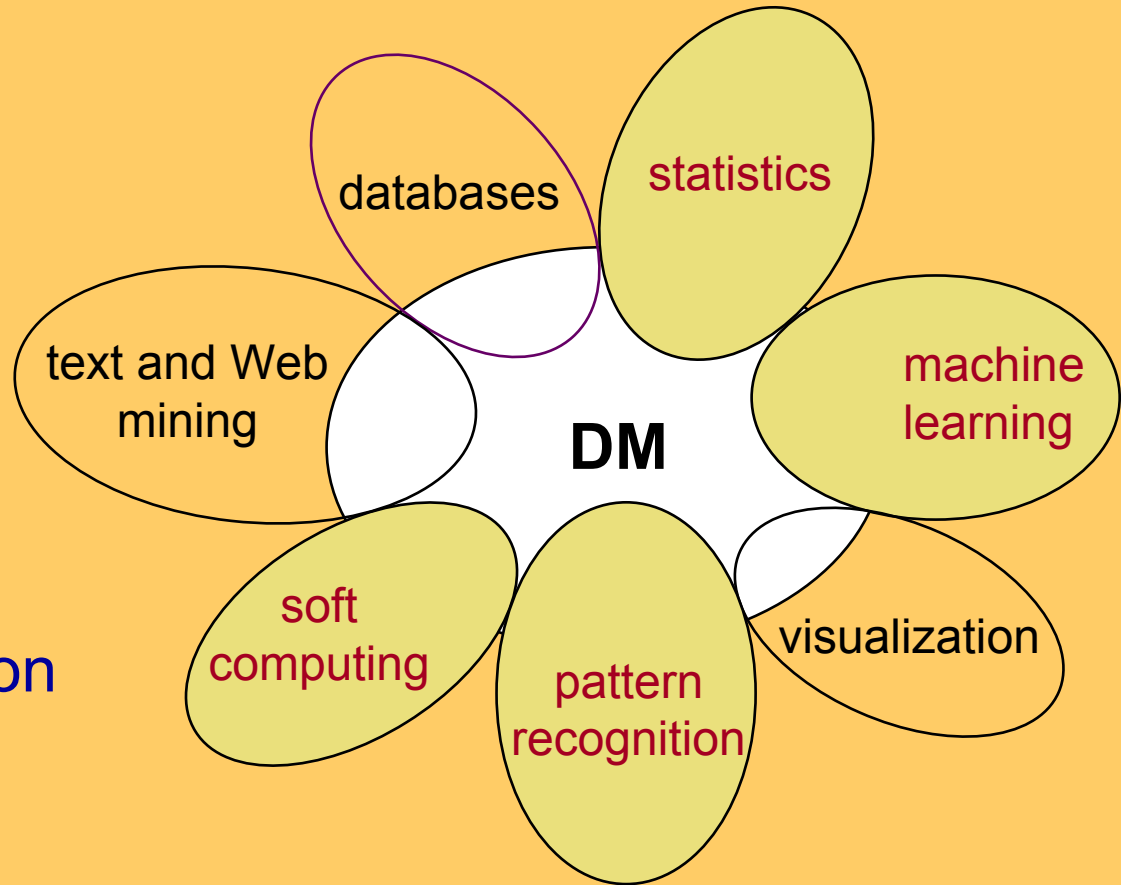 databases
statistics
text and Web
mining
machine
learning
DM
soft
computing
on
pattern
recognition
visualization